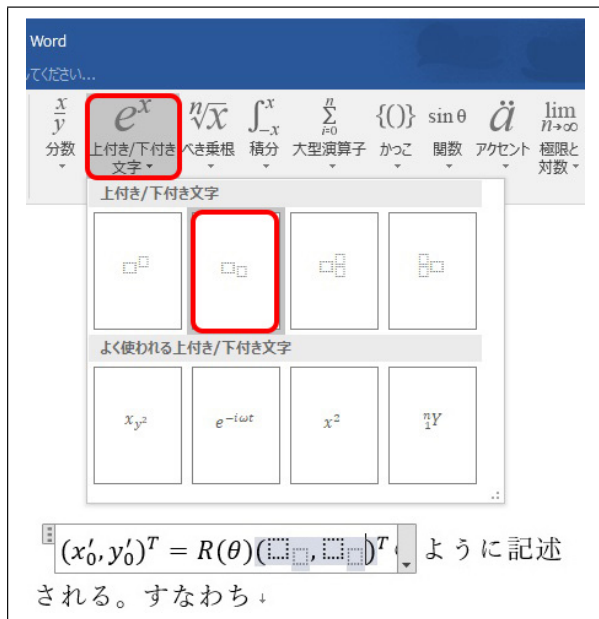 Word
てください...
x/y e^x ⁿ√x ∫₋ₓˣ Σ {()} sin θ ä lim n→∞
分数 上付き/下付き文字 べき乗根 積分 大型演算子 かっこ 関数 アクセント 極限と対数
上付き/下付き文字
よく使われる上付き/下付き文字
x_{y²} e^{-iωt} x² ⁿ₁Y
(x₀′, y₀′)ᵀ = R(θ)(□□, □□)ᵀ ように記述
される。すなわち↓